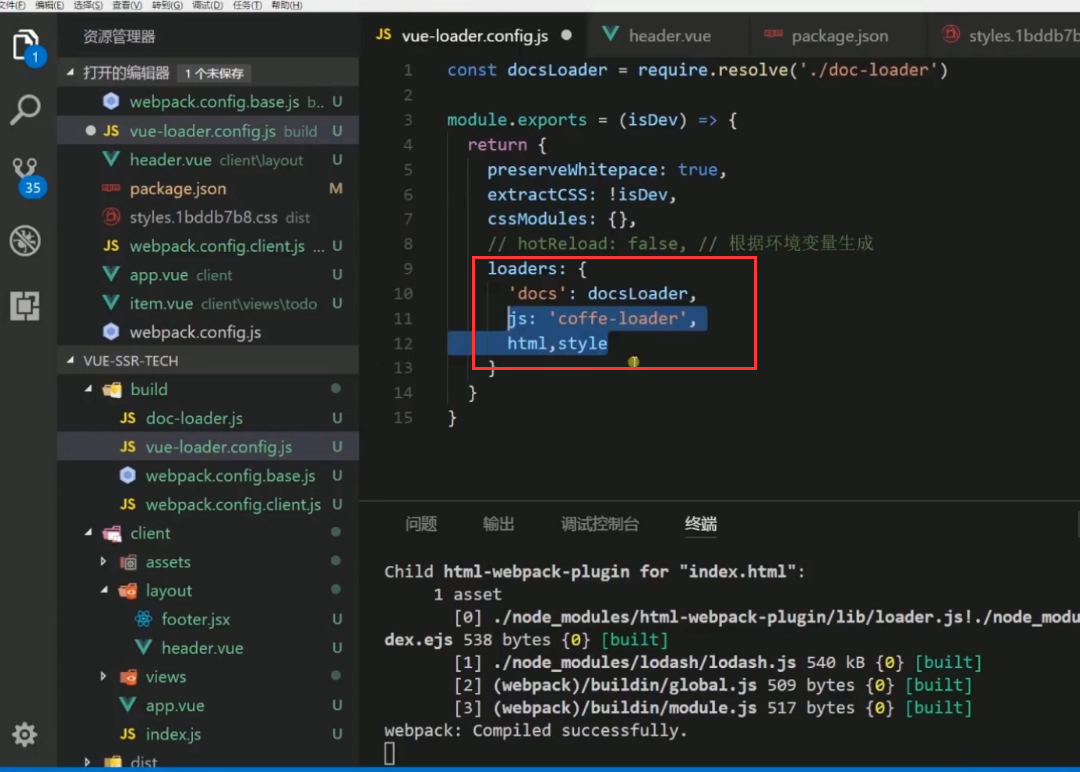 文件(F) 编辑(E) 选择(S) 查看(V) 转到(G) 调试(D) 任务(T) 帮助(H)
资源管理器
打开的编辑器 1 个未保存
webpack.config.base.js b... U
vue-loader.config.js build U
header.vue client\layout U
package.json M
styles.1bddb7b8.css dist
webpack.config.client.js ... U
app.vue client U
item.vue client\views\todo U
webpack.config.js
VUE-SSR-TECH
build
doc-loader.js U
vue-loader.config.js U
webpack.config.base.js U
webpack.config.client.js U
client
assets
layout
footer.jsx U
header.vue U
views
app.vue U
index.js U
dist
1
35
JS vue-loader.config.js header.vue package.json styles.1bddb7b
1 const docsLoader = require.resolve('./doc-loader')
2
3 module.exports = (isDev) => {
4 return {
5 preserveWhitepace: true,
6 extractCSS: !isDev,
7 cssModules: {},
8 // hotReload: false, // 根据环境变量生成
9 loaders: {
10 'docs': docsLoader,
11 js: 'coffe-loader',
12 html,style
13 }
14 }
15 }
问题 输出 调试控制台 终端
Child html-webpack-plugin for "index.html":
1 asset
[0] ./node_modules/html-webpack-plugin/lib/loader.js!./node_modu
dex.ejs 538 bytes {0} [built]
[1] ./node_modules/lodash/lodash.js 540 kB {0} [built]
[2] (webpack)/buildin/global.js 509 bytes {0} [built]
[3] (webpack)/buildin/module.js 517 bytes {0} [built]
webpack: Compiled successfully.